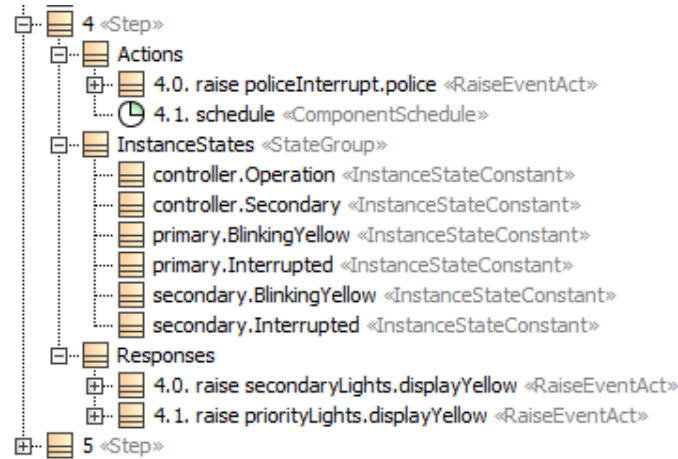 4 «Step»
Actions
4.0. raise policeInterrupt.police «RaiseEventAct»
4.1. schedule «ComponentSchedule»
InstanceStates «StateGroup»
controller.Operation «InstanceStateConstant»
controller.Secondary «InstanceStateConstant»
primary.BlinkingYellow «InstanceStateConstant»
primary.Interrupted «InstanceStateConstant»
secondary.BlinkingYellow «InstanceStateConstant»
secondary.Interrupted «InstanceStateConstant»
Responses
4.0. raise secondaryLights.displayYellow «RaiseEventAct»
4.1. raise priorityLights.displayYellow «RaiseEventAct»
5 «Step»